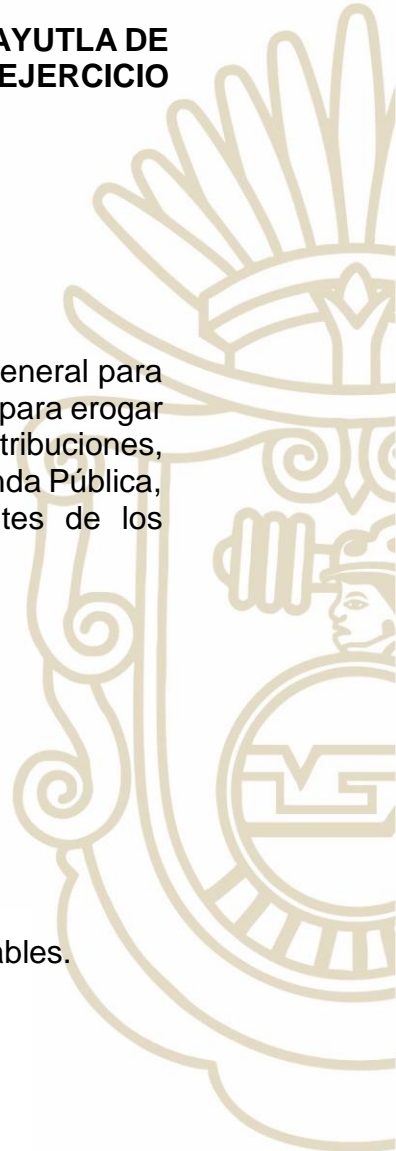 AYUTLA DE
EJERCICIO
eneral para
para erogar
tribuciones,
nda Pública,
tes de los
ables.